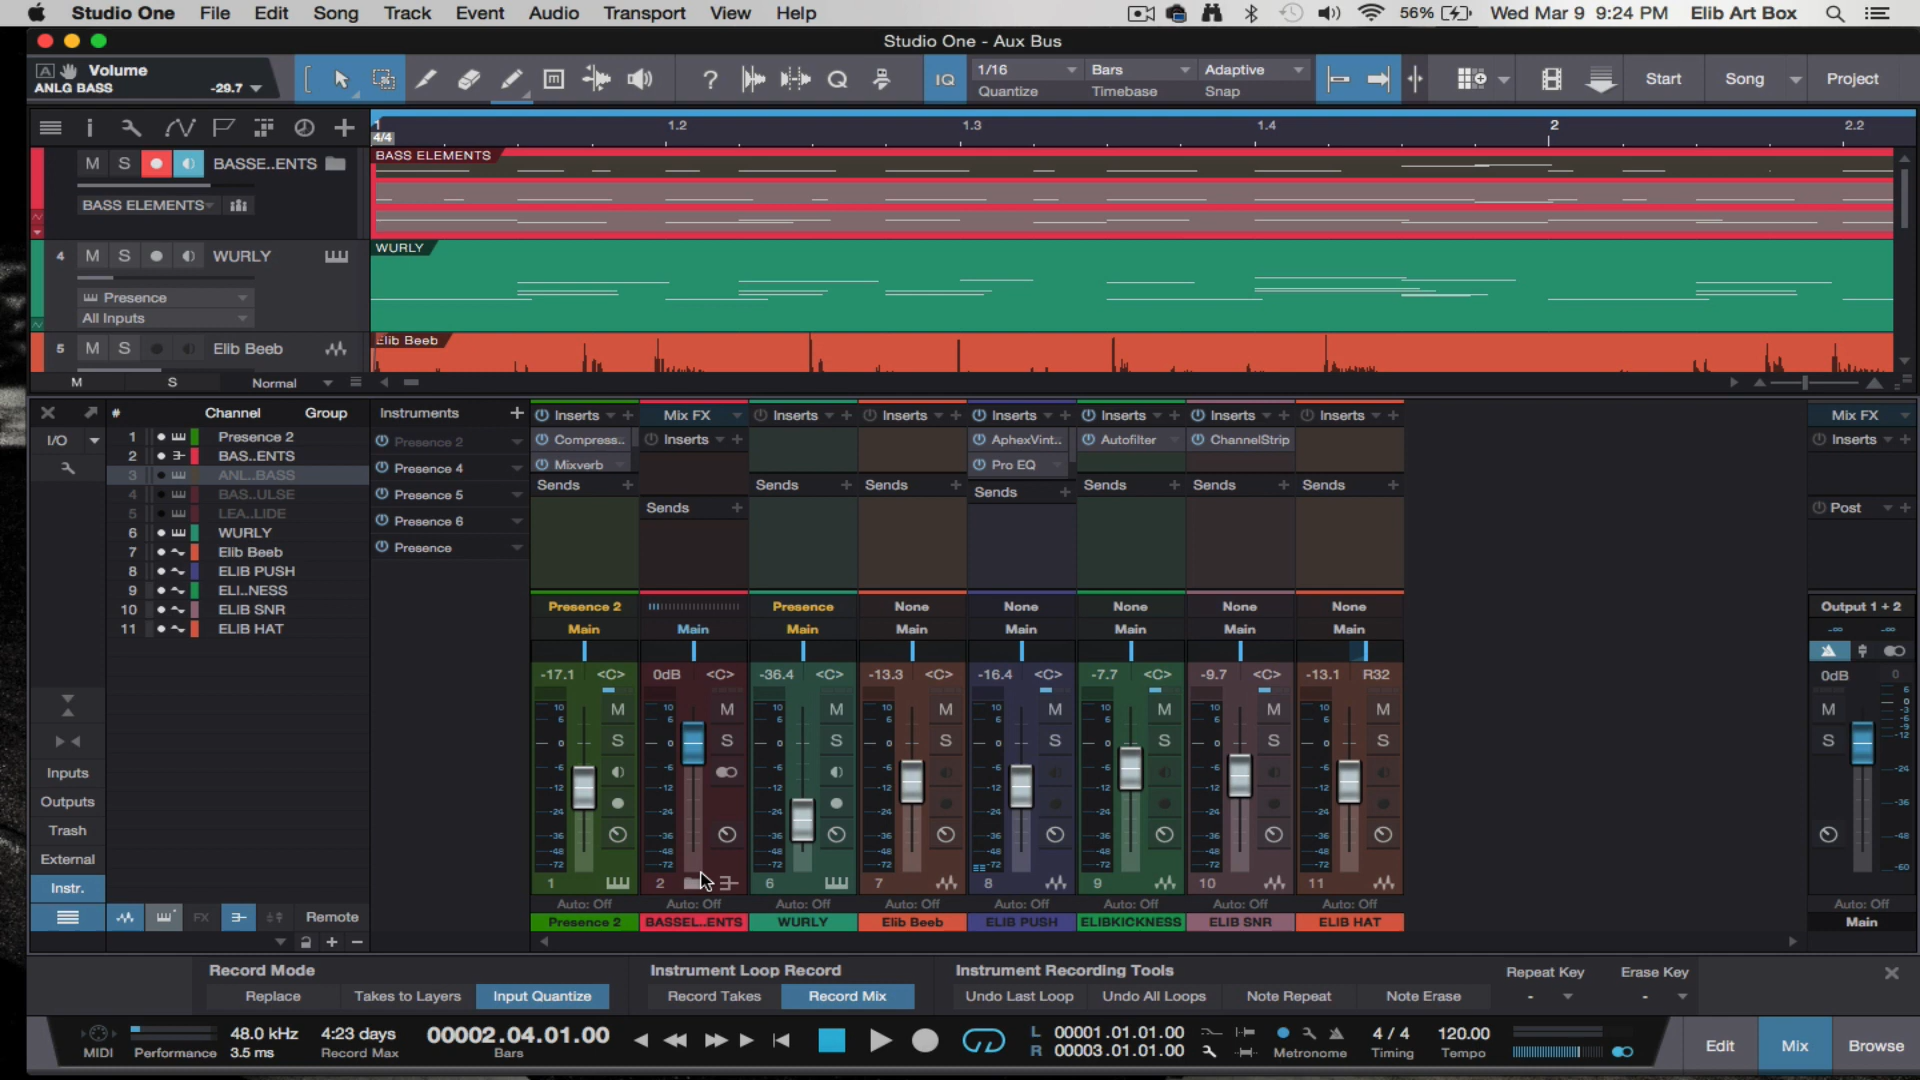 Studio One File Edit Song Track Event Audio Transport View Help 56% Wed Mar 9 9:24 PM Elib Art Box
Studio One - Aux Bus
A Volume
ANLG BASS -29.7
? Q IQ
1/16 Bars Adaptive
Quantize Timebase Snap
Start Song Project
1 1.2 1.3 1.4 2 2.2
4/4
M S BASSE..ENTS
BASS ELEMENTS
BASS ELEMENTS
4 M S WURLY
Presence
All Inputs
WURLY
5 M S Elib Beeb
Elib Beeb
M S Normal
# Channel Group
I/O
1 Presence 2
2 BAS..ENTS
3 ANL..BASS
4 BAS..ULSE
5 LEA..LIDE
6 WURLY
7 Elib Beeb
8 ELIB PUSH
9 ELI..NESS
10 ELIB SNR
11 ELIB HAT
Inputs
Outputs
Trash
External
Instr.
FX Remote
Instruments +
Presence 2
Presence 4
Presence 5
Presence 6
Presence
Inserts Mix FX Inserts Inserts Inserts Inserts Inserts Inserts Mix FX
Compress.. Inserts AphexVint.. Autofilter ChannelStrip Inserts
Mixverb Pro EQ
Sends Sends Sends Sends Sends Sends Sends
Sends Post
Presence 2 Presence None None None None None Output 1 + 2
Main Main Main Main Main Main Main Main
-17.1 <C> 0dB <C> -36.4 <C> -13.3 <C> -16.4 <C> -7.7 <C> -9.7 <C> -13.1 R32 0dB 0
M M M M M M M M M
S S S S S S S S S
10
6
0
-6
-12
-24
-36
-48
-72
1 2 6 7 8 9 10 11
Auto: Off Auto: Off Auto: Off Auto: Off Auto: Off Auto: Off Auto: Off Auto: Off Auto: Off
Presence 2 BASSEL..ENTS WURLY Elib Beeb ELIB PUSH ELIBKICKNESS ELIB SNR ELIB HAT Main
Record Mode Instrument Loop Record Instrument Recording Tools Repeat Key Erase Key
Replace Takes to Layers Input Quantize Record Takes Record Mix Undo Last Loop Undo All Loops Note Repeat Note Erase - -
MIDI Performance
48.0 kHz 4:23 days 00002.04.01.00
3.5 ms Record Max Bars
L 00001.01.01.00
R 00003.01.01.00
Metronome
4 / 4 120.00
Timing Tempo
Edit Mix Browse